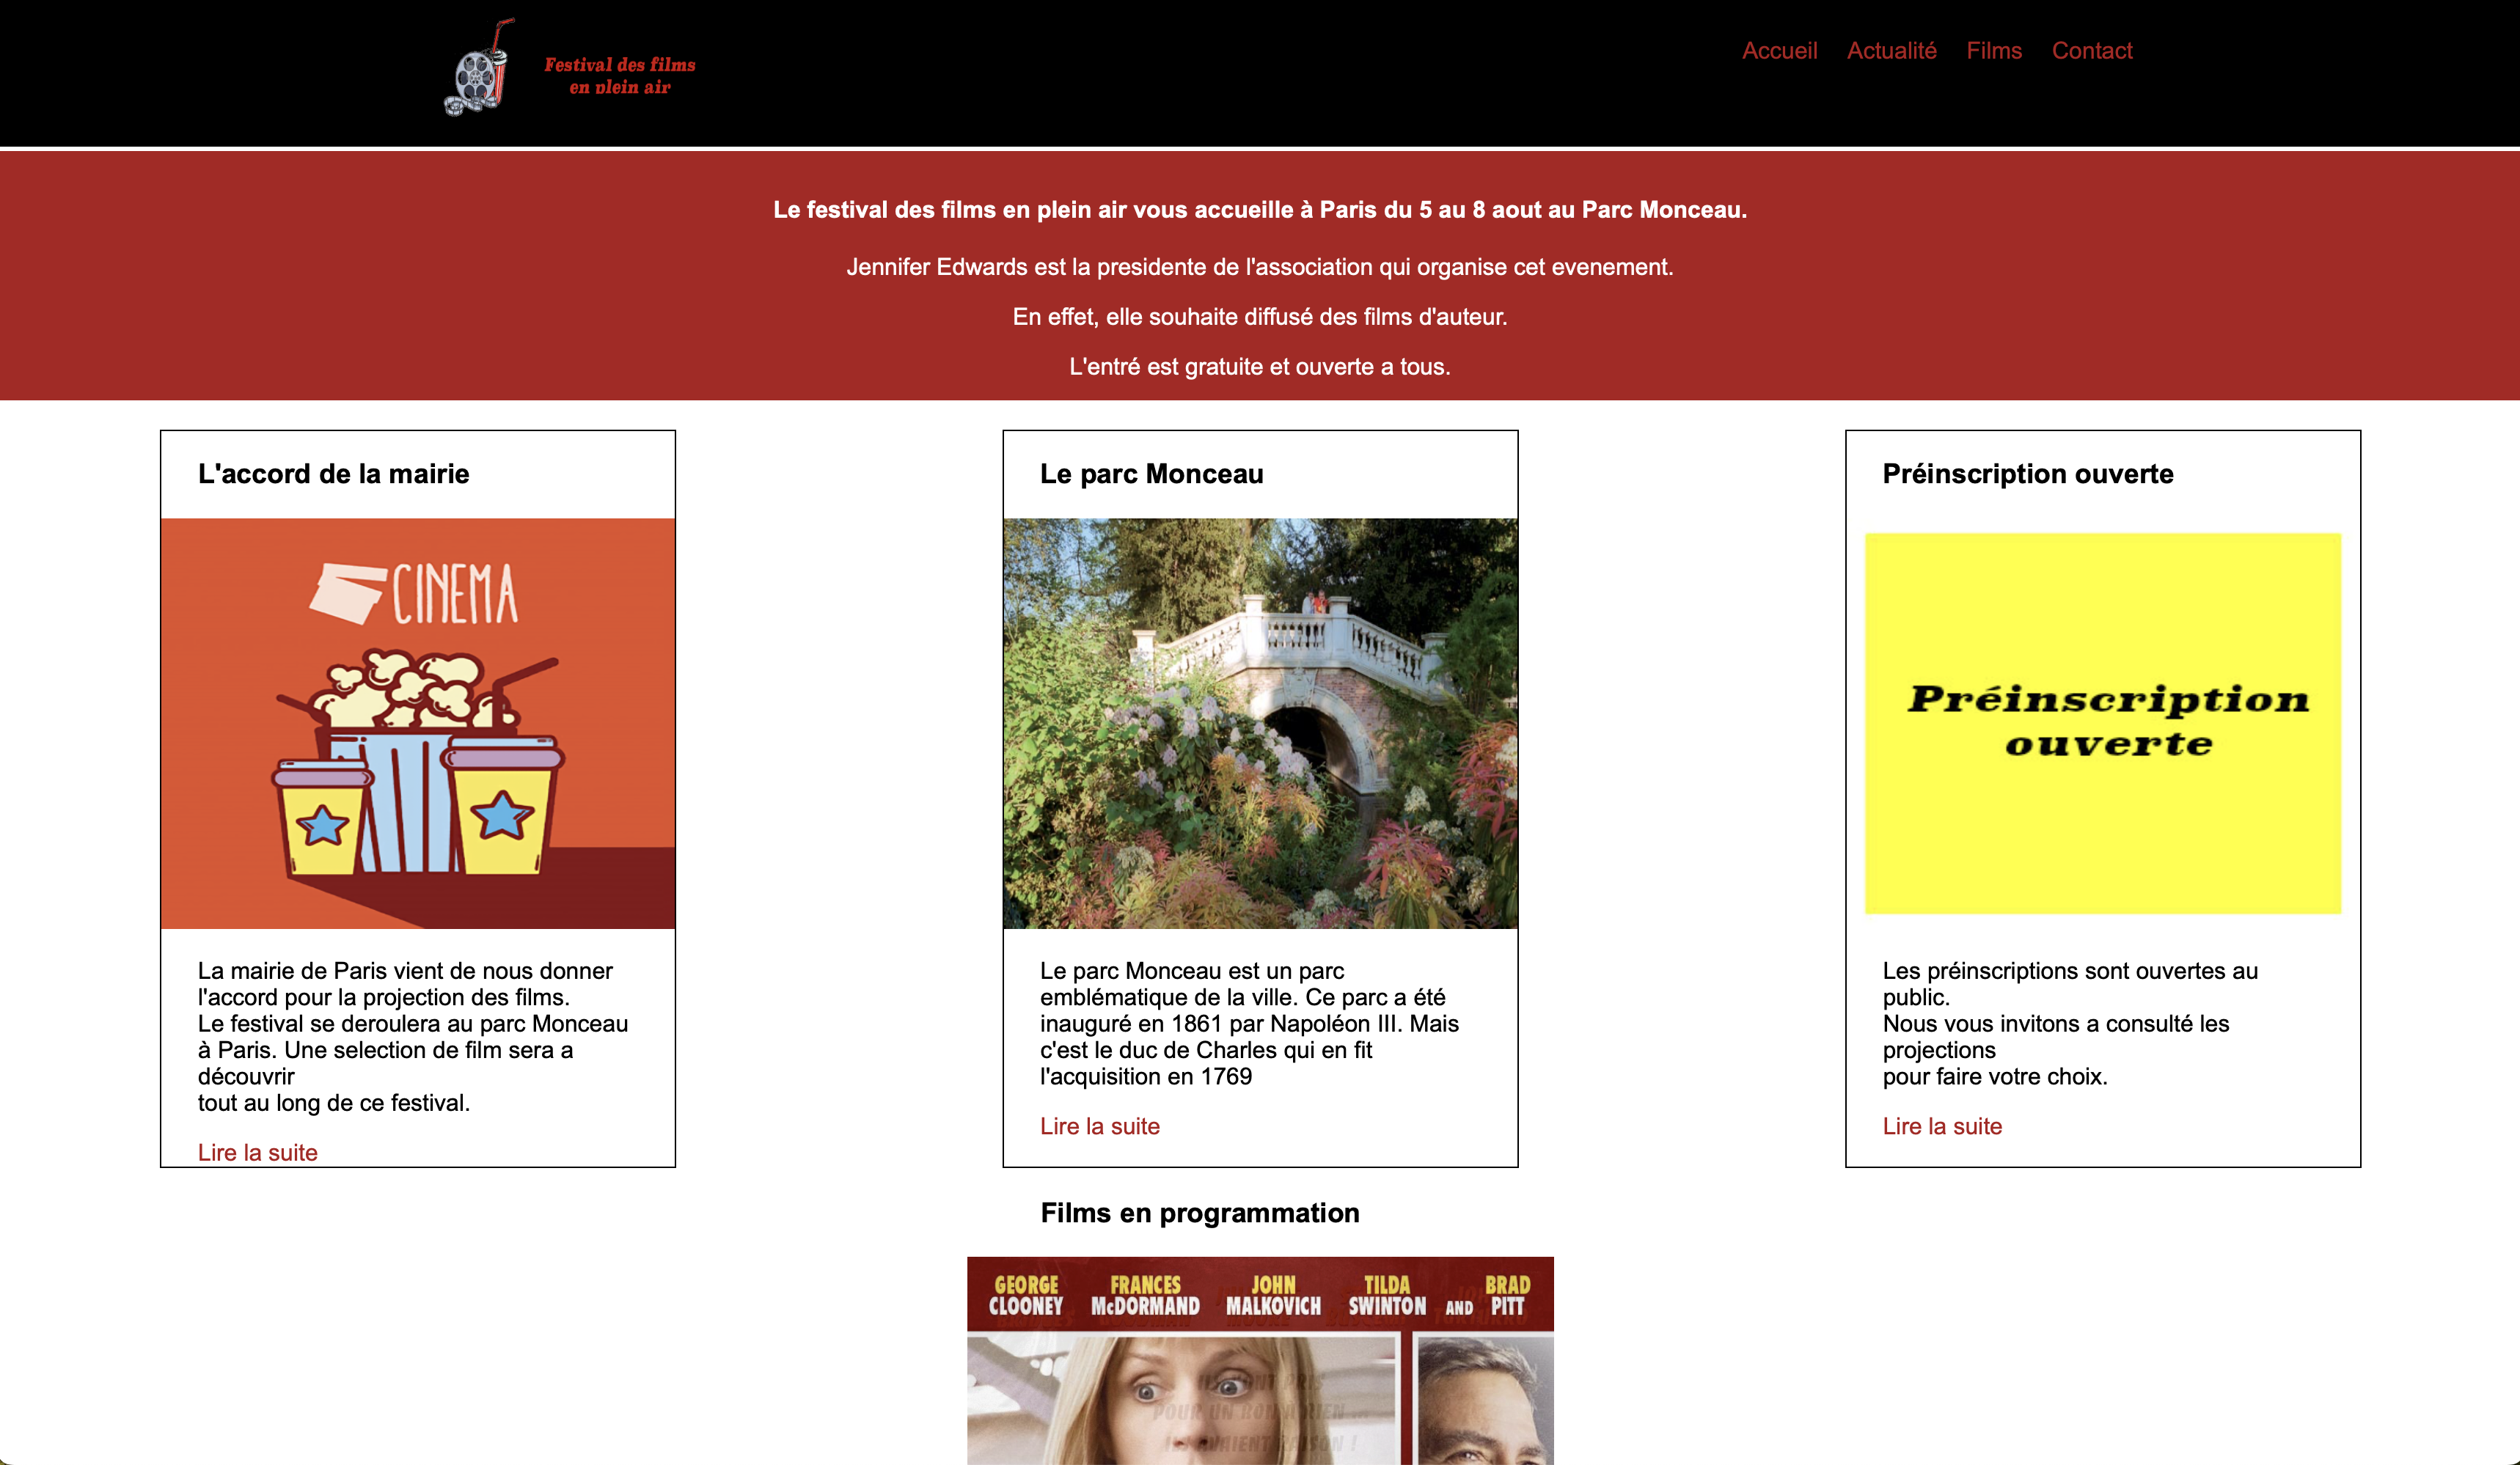 Festival des films
en plein air
Accueil Actualité Films Contact
Le festival des films en plein air vous accueille à Paris du 5 au 8 aout au Parc Monceau.
Jennifer Edwards est la presidente de l'association qui organise cet evenement.
En effet, elle souhaite diffusé des films d'auteur.
L'entré est gratuite et ouverte a tous.
L'accord de la mairie
CINEMA
La mairie de Paris vient de nous donner
l'accord pour la projection des films.
Le festival se deroulera au parc Monceau
à Paris. Une selection de film sera a
découvrir
tout au long de ce festival.
Lire la suite
Le parc Monceau
Le parc Monceau est un parc
emblématique de la ville. Ce parc a été
inauguré en 1861 par Napoléon III. Mais
c'est le duc de Charles qui en fit
l'acquisition en 1769
Lire la suite
Préinscription ouverte
Préinscription
ouverte
Les préinscriptions sont ouvertes au
public.
Nous vous invitons a consulté les
projections
pour faire votre choix.
Lire la suite
Films en programmation
GEORGE CLOONEY
FRANCES McDORMAND
JOHN MALKOVICH
TILDA SWINTON
AND BRAD PITT